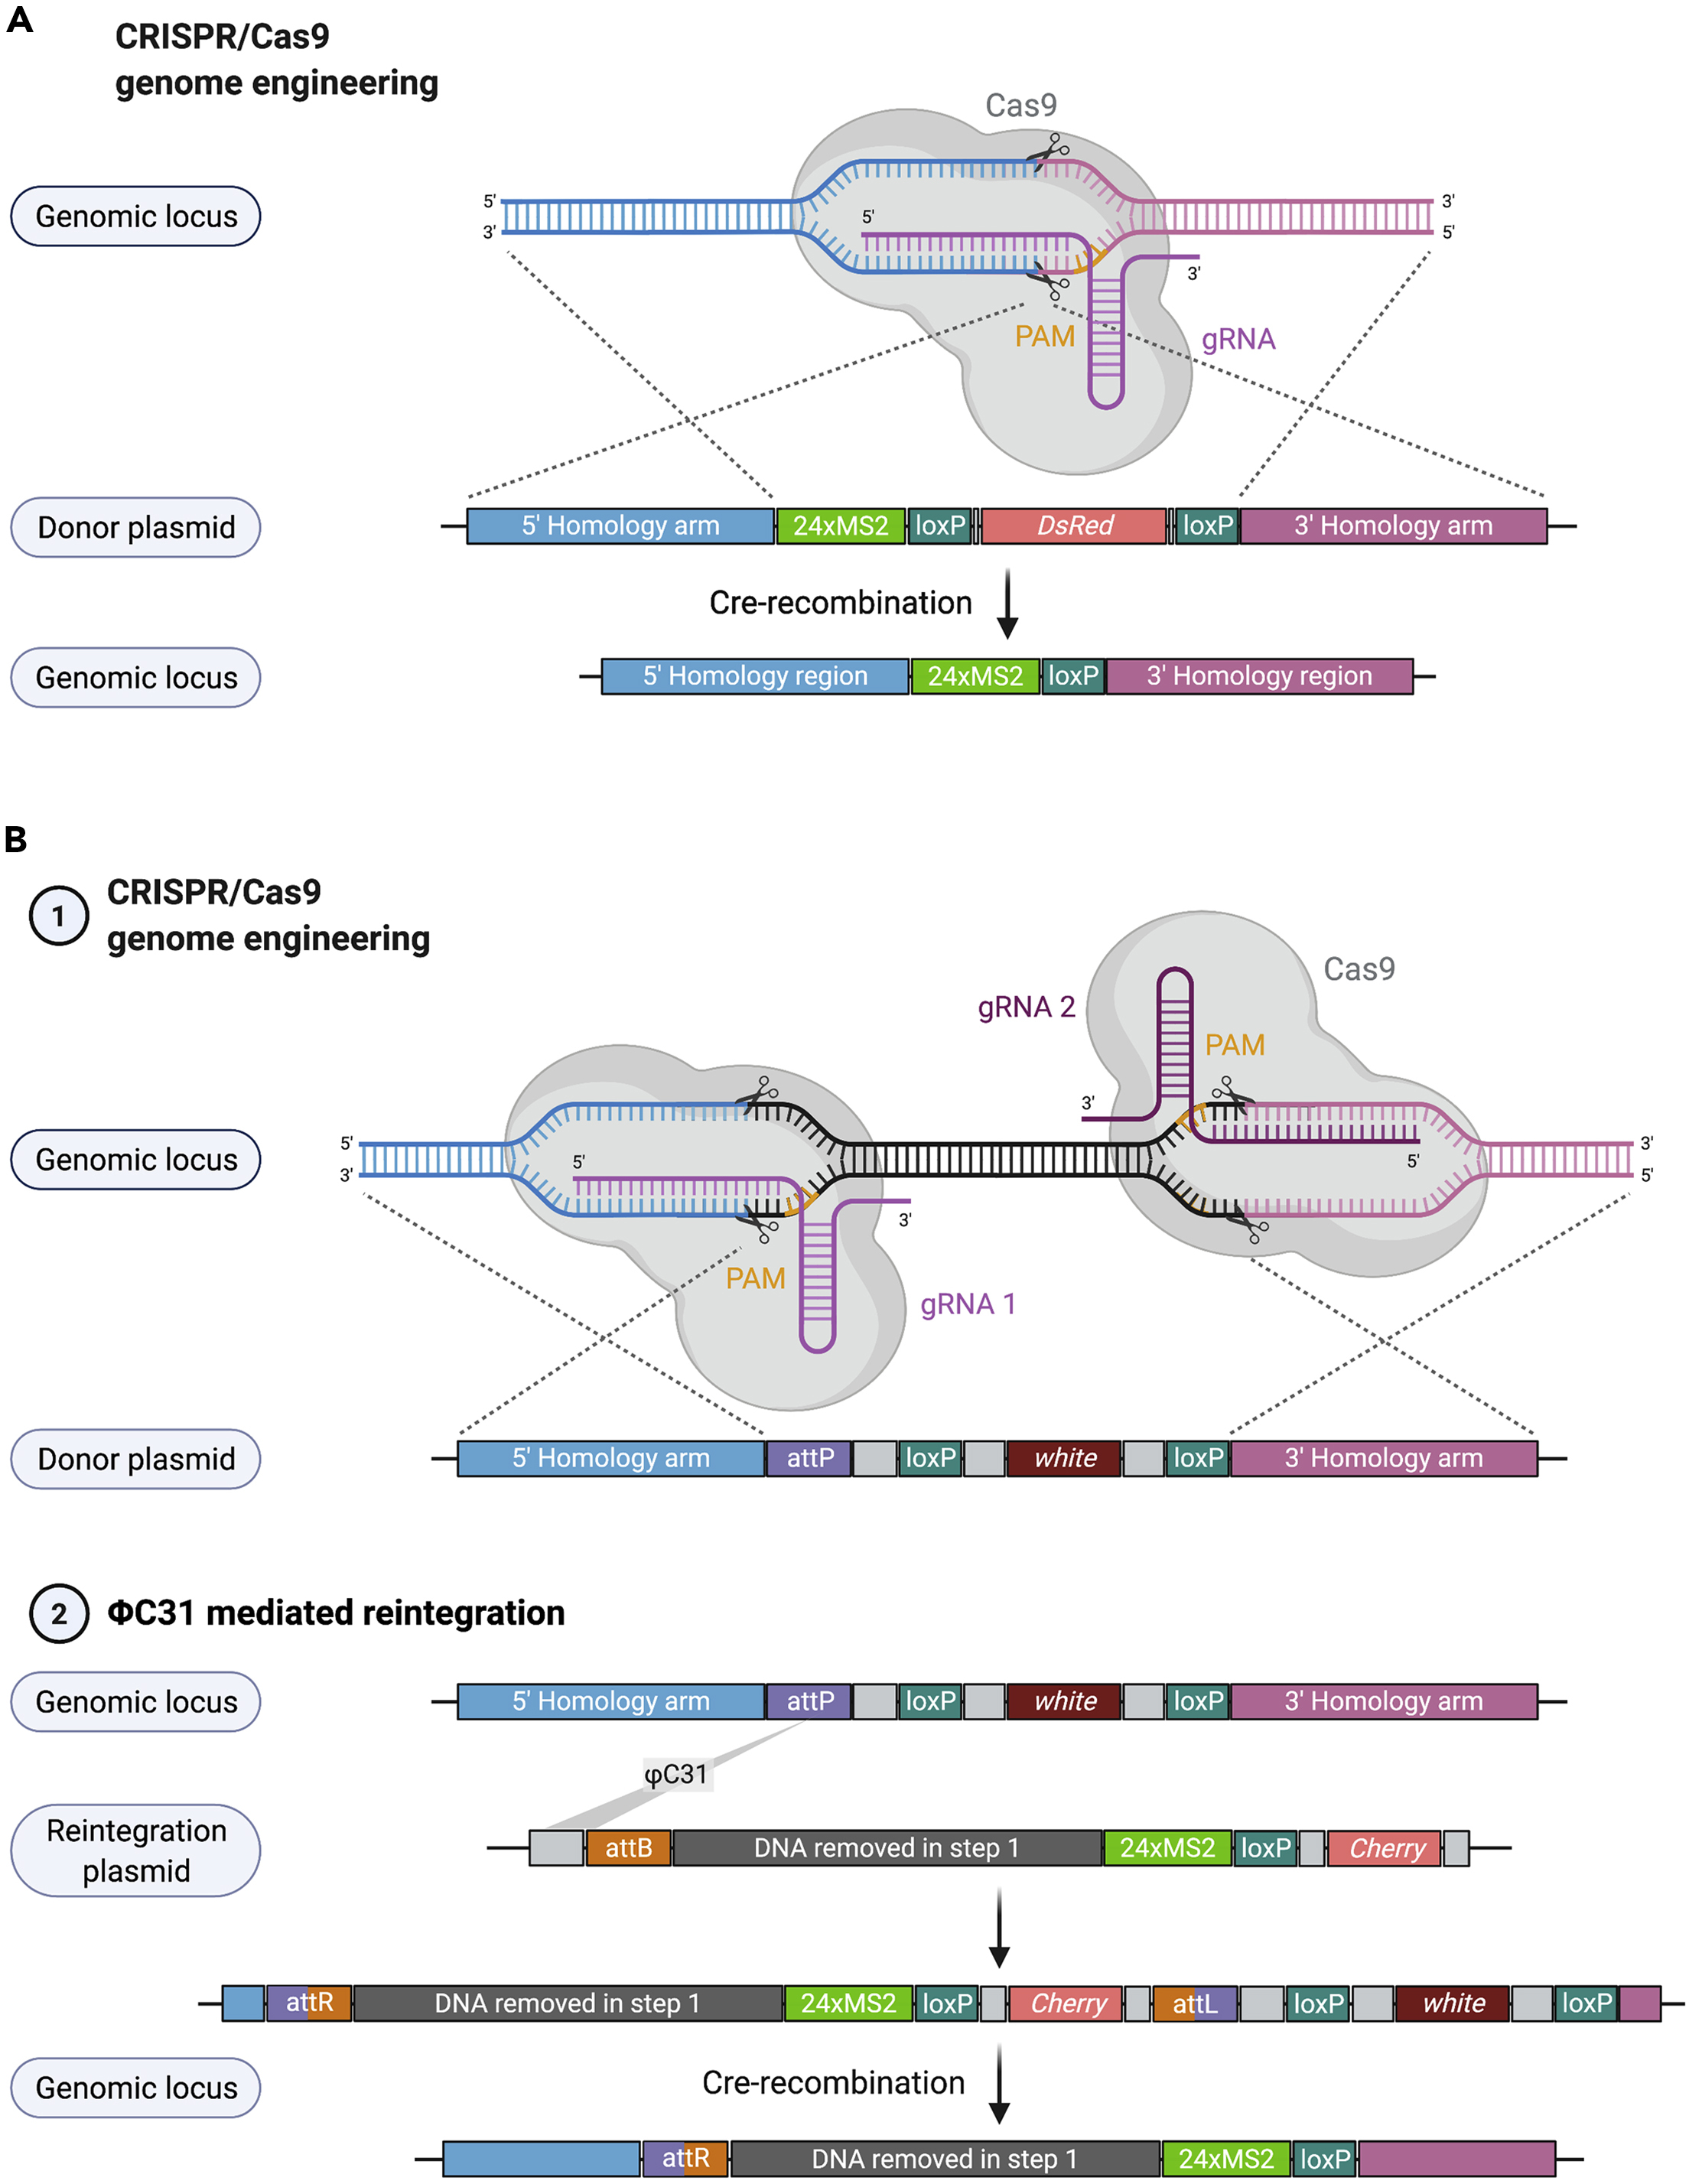 A
CRISPR/Cas9
genome engineering
Cas9
Genomic locus
5' 3'
3' 5'
5'
3'
PAM gRNA
Donor plasmid
5' Homology arm 24xMS2 loxP DsRed loxP 3' Homology arm
Cre-recombination
Genomic locus
5' Homology region 24xMS2 loxP 3' Homology region
B
1 CRISPR/Cas9
genome engineering
Cas9
gRNA 2
PAM
3'
Genomic locus
5' 3'
5' 5'
3' 5'
3'
PAM
gRNA 1
Donor plasmid
5' Homology arm attP loxP white loxP 3' Homology arm
2 ΦC31 mediated reintegration
Genomic locus
5' Homology arm attP loxP white loxP 3' Homology arm
φC31
Reintegration
plasmid
attB DNA removed in step 1 24xMS2 loxP Cherry
attR DNA removed in step 1 24xMS2 loxP Cherry attL loxP white loxP
Genomic locus
Cre-recombination
attR DNA removed in step 1 24xMS2 loxP